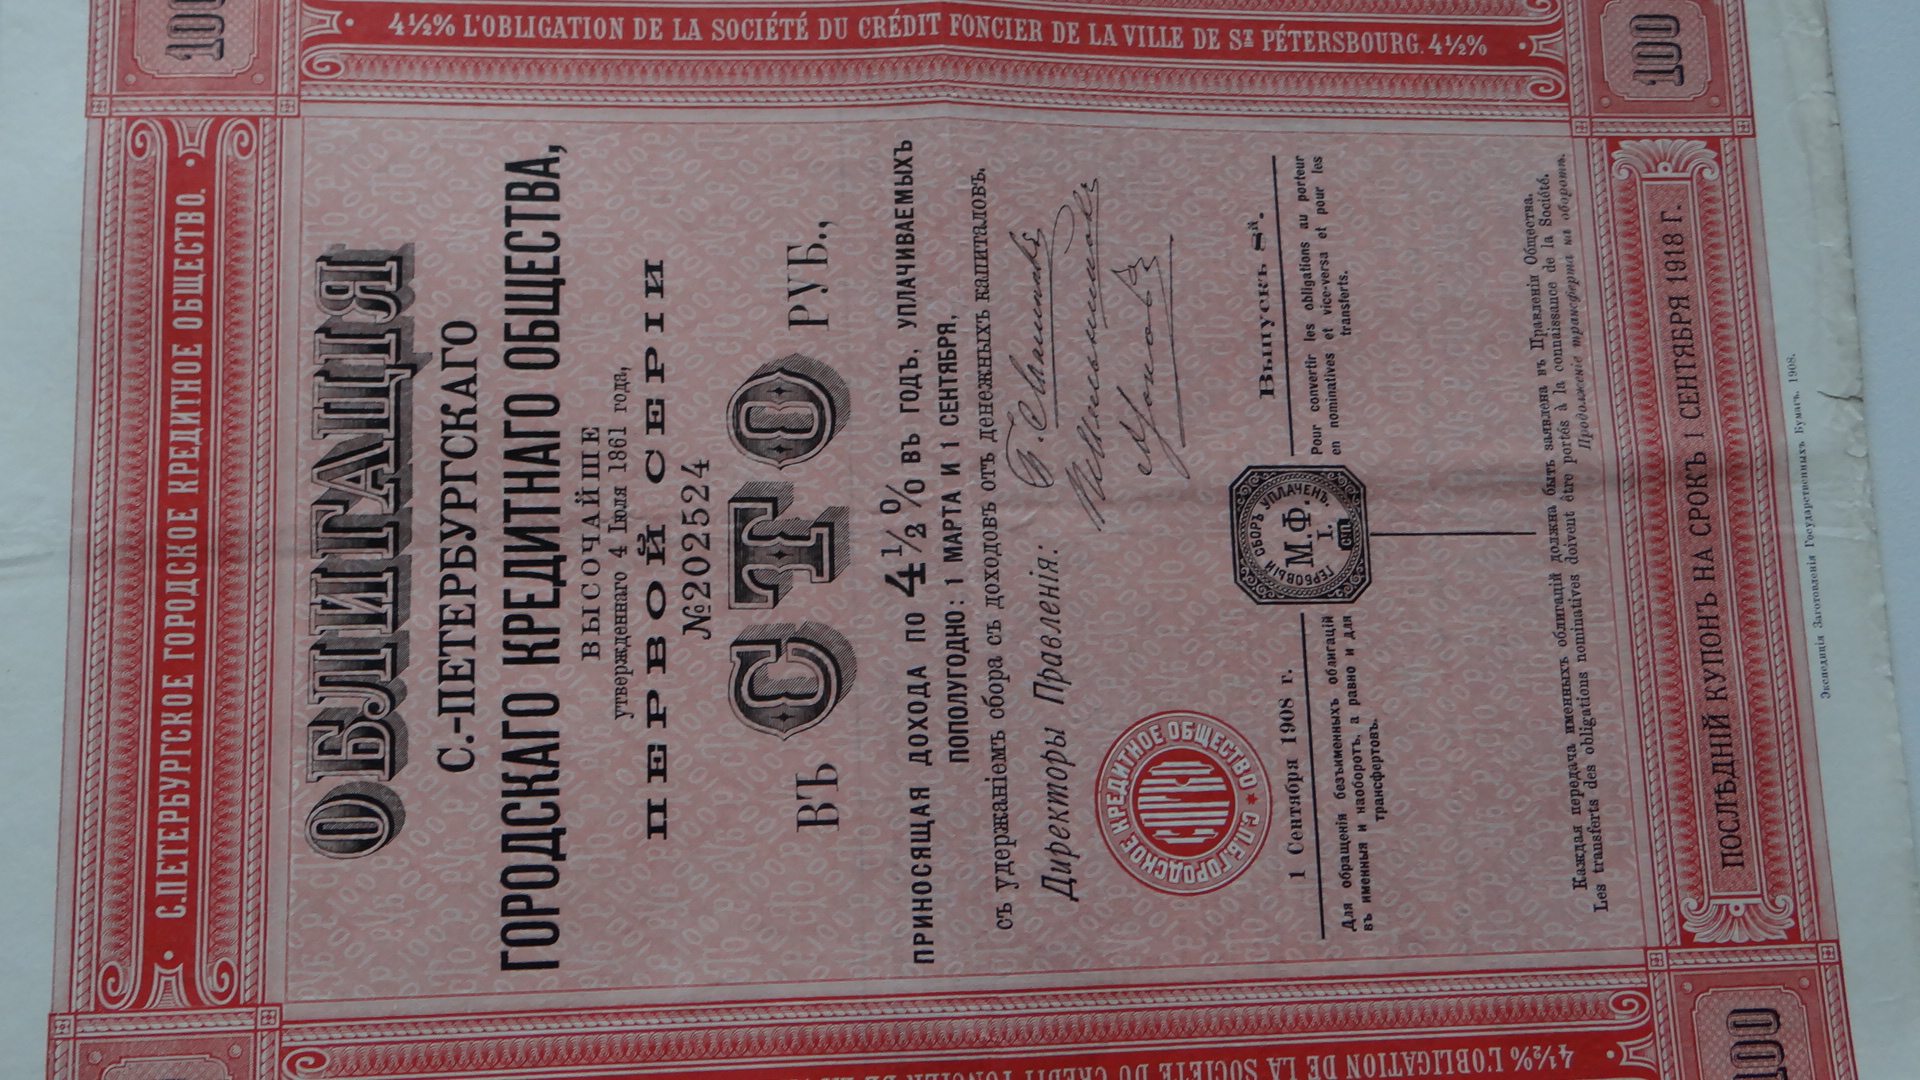 4½% L'OBLIGATION DE LA SOCIÉTÉ DU CRÉDIT FONCIER DE LA VILLE DE Sᵀ PÉTERSBOURG. 4½%
100
100
С.ПЕТЕРБУРГСКОЕ ГОРОДСКОЕ КРЕДИТНОЕ ОБЩЕСТВО.
ОБЛИГАЦІЯ
С.-ПЕТЕРБУРГСКАГО
ГОРОДСКАГО КРЕДИТНАГО ОБЩЕСТВА,
ВЫСОЧАЙШЕ
утвержденнаго 4 Іюля 1861 года,
ПЕРВОЙ СЕРІИ
№202524
ВЪ СТО РУБ.,
ПРИНОСЯЩАЯ ДОХОДА ПО 4½% ВЪ ГОДЪ, УПЛАЧИВАЕМЫХЪ
ПОПОЛУГОДНО: 1 МАРТА И 1 СЕНТЯБРЯ,
съ удержаніемъ сбора съ доходовъ отъ денежныхъ капиталовъ.
Директоры Правленія:
С.П.Б.ГОРОДСКОЕ КРЕДИТНОЕ ОБЩЕСТВО
СПГКО
1 Сентября 1908 г.
Выпускъ 8й.
ГЕРБОВЫЙ СБОРЪ УПЛАЧЕНЪ.
М.Ф.
I.
СПБ
Для обращенія безъименныхъ облигацій
въ именныя и наоборотъ, а равно и для
трансфертовъ.
Pour convertir les obligations au porteur
en nominatives et vice-versa et pour les
transferts.
Каждая передача именныхъ облигацій должна быть заявлена въ Правленіи Общества.
Les transferts des obligations nominatives doivent être portés à la connaissance de la Société.
Продолженіе трансферта на оборотѣ.
ПОСЛѢДНІЙ КУПОНЪ НА СРОКЪ 1 СЕНТЯБРЯ 1918 Г.
Экспедиція Заготовленія Государственныхъ Бумагъ. 1908.
100
4½% L'OBLIGATION DE LA SOCIÉTÉ DU CRÉDIT FONCIER DE LA